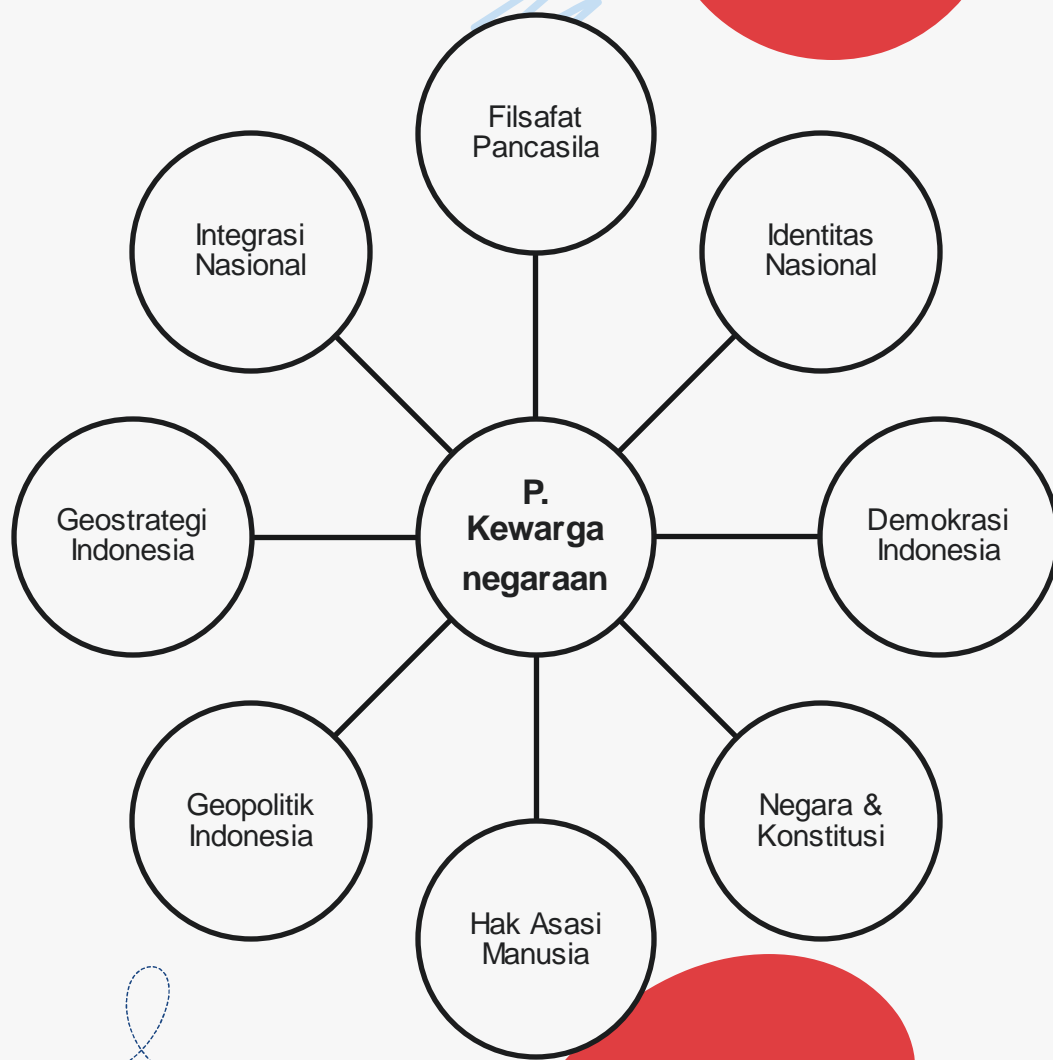 Filsafat
Pancasila
Integrasi
Nasional
Identitas
Nasional
Geostrategi
Indonesia
P.
Kewarga
negaraan
Demokrasi
Indonesia
Geopolitik
Indonesia
Negara &
Konstitusi
Hak Asasi
Manusia